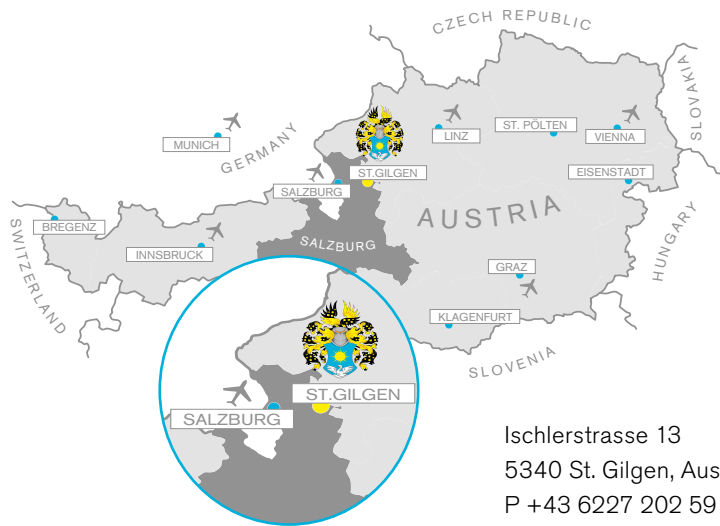 CZECH REPUBLIC
SLOVAKIA
GERMANY
MUNICH
LINZ
ST. PÖLTEN
VIENNA
ST.GILGEN
SALZBURG
EISENSTADT
AUSTRIA
BREGENZ
SWITZERLAND
INNSBRUCK
SALZBURG
HUNGARY
GRAZ
KLAGENFURT
SLOVENIA
ST.GILGEN
SALZBURG
Ischlerstrasse 13
5340 St. Gilgen, Aus
P +43 6227 202 59